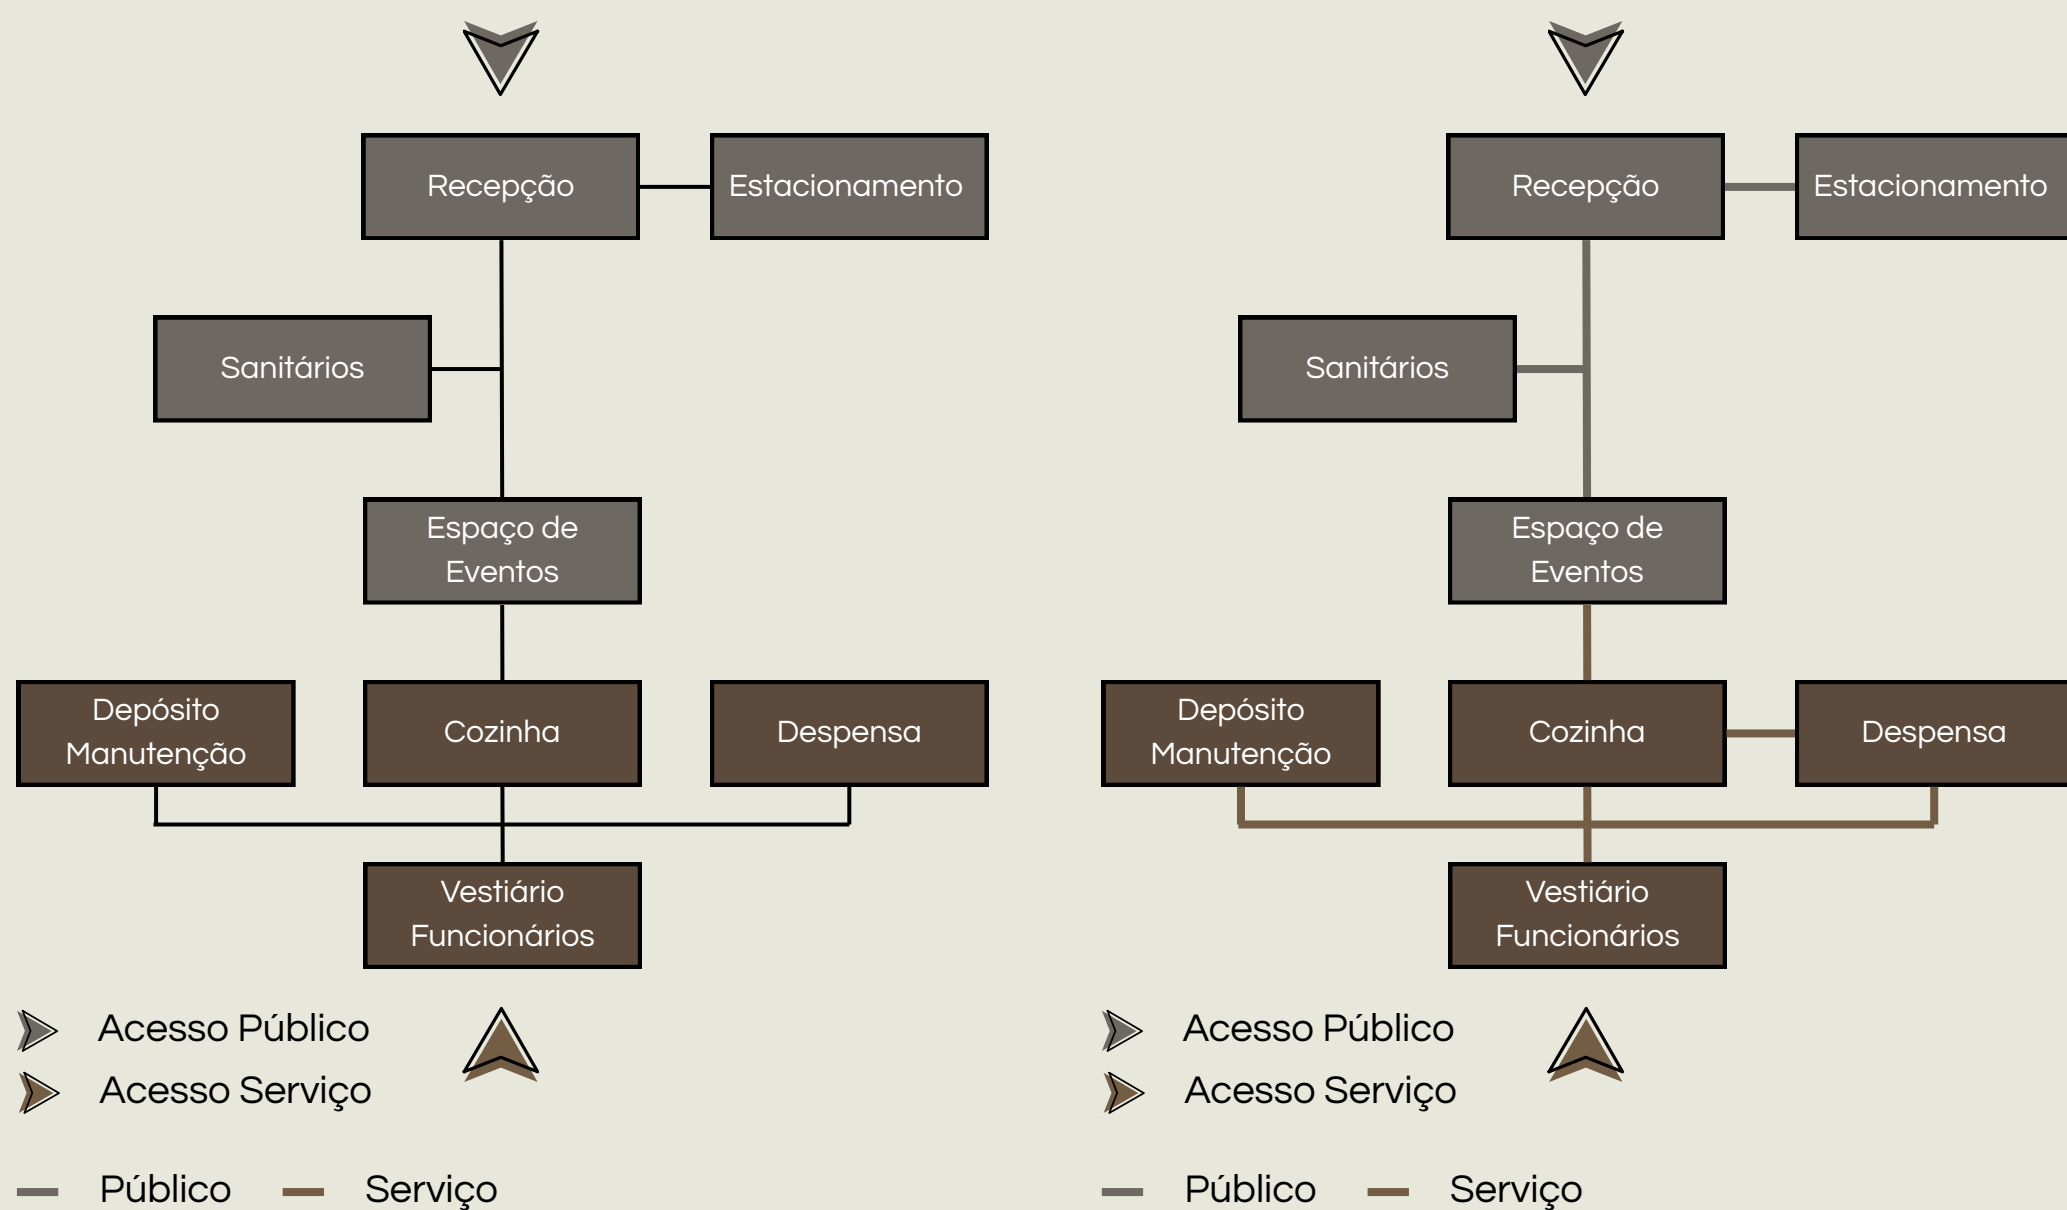 Recepção
Estacionamento
Sanitários
Espaço de
Eventos
Depósito
Manutenção
Cozinha
Despensa
Vestiário
Funcionários
Acesso Público
Acesso Serviço
Público
Serviço
Recepção
Estacionamento
Sanitários
Espaço de
Eventos
Depósito
Manutenção
Cozinha
Despensa
Vestiário
Funcionários
Acesso Público
Acesso Serviço
Público
Serviço